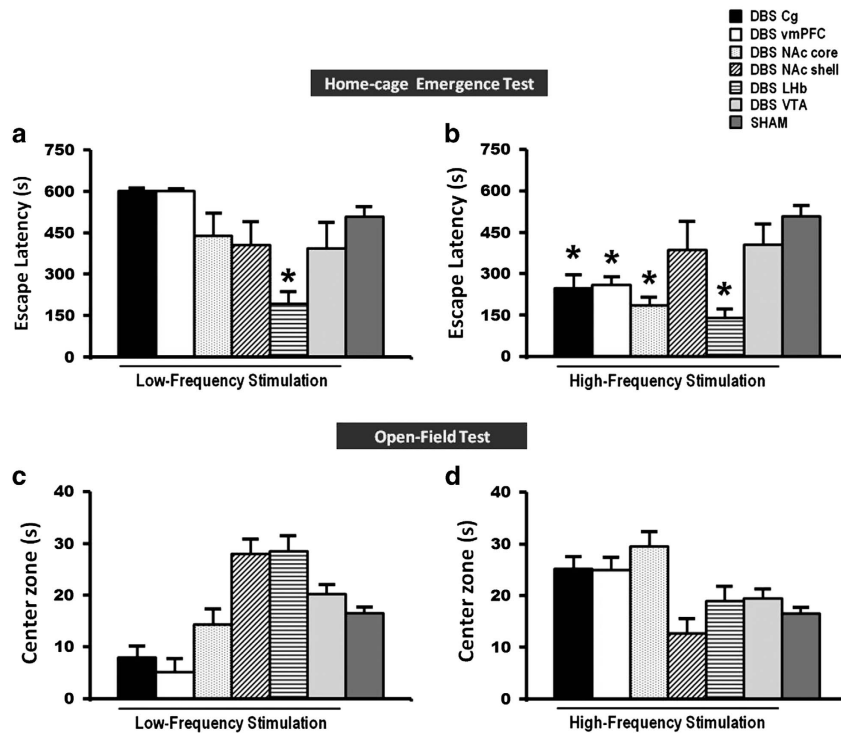 DBS Cg
DBS vmPFC
DBS NAc core
DBS NAc shell
DBS LHb
DBS VTA
SHAM
Home-cage Emergence Test
a
Escape Latency (s)
750
600
450
300
150
0
*
Low-Frequency Stimulation
b
Escape Latency (s)
750
600
450
300
150
0
* * * *
High-Frequency Stimulation
Open-Field Test
c
Center zone (s)
40
30
20
10
0
Low-Frequency Stimulation
d
Center zone (s)
40
30
20
10
0
High-Frequency Stimulation